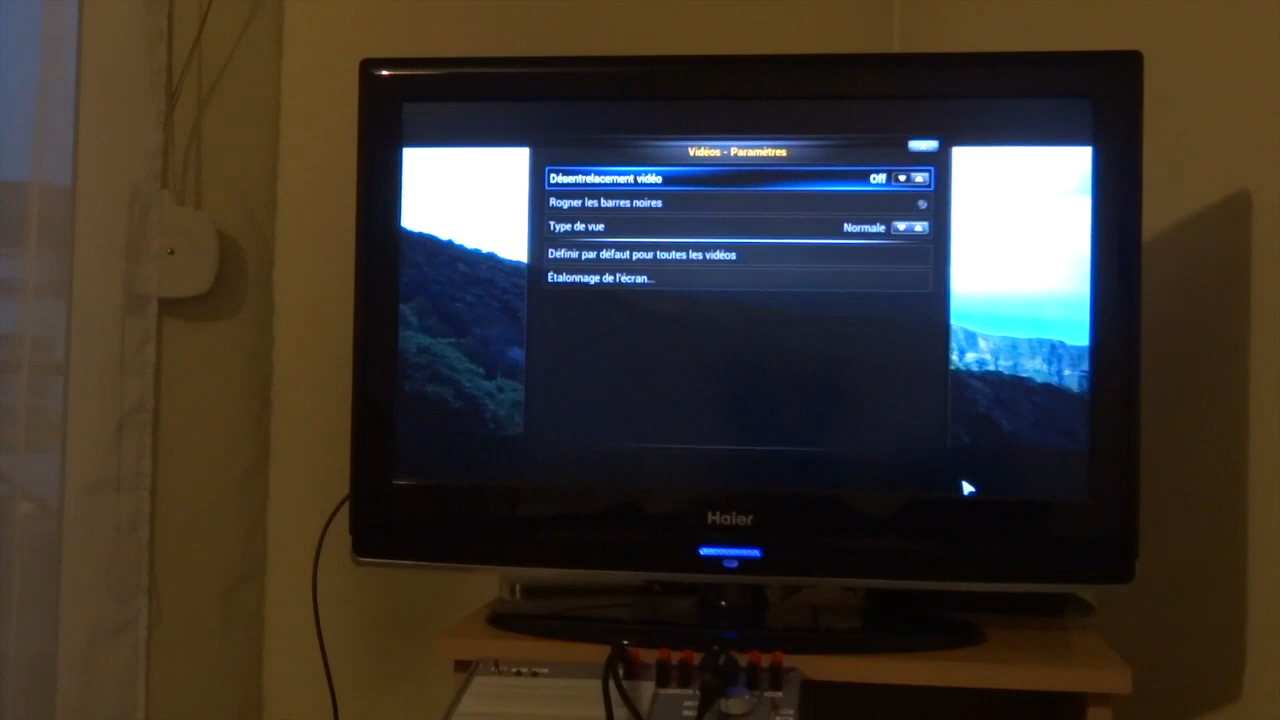 Vidéos - Paramètres
Désentrelacement vidéo Off
Rogner les barres noires
Type de vue Normale
Définir par défaut pour toutes les vidéos
Étalonnage de l'écran...
Haier